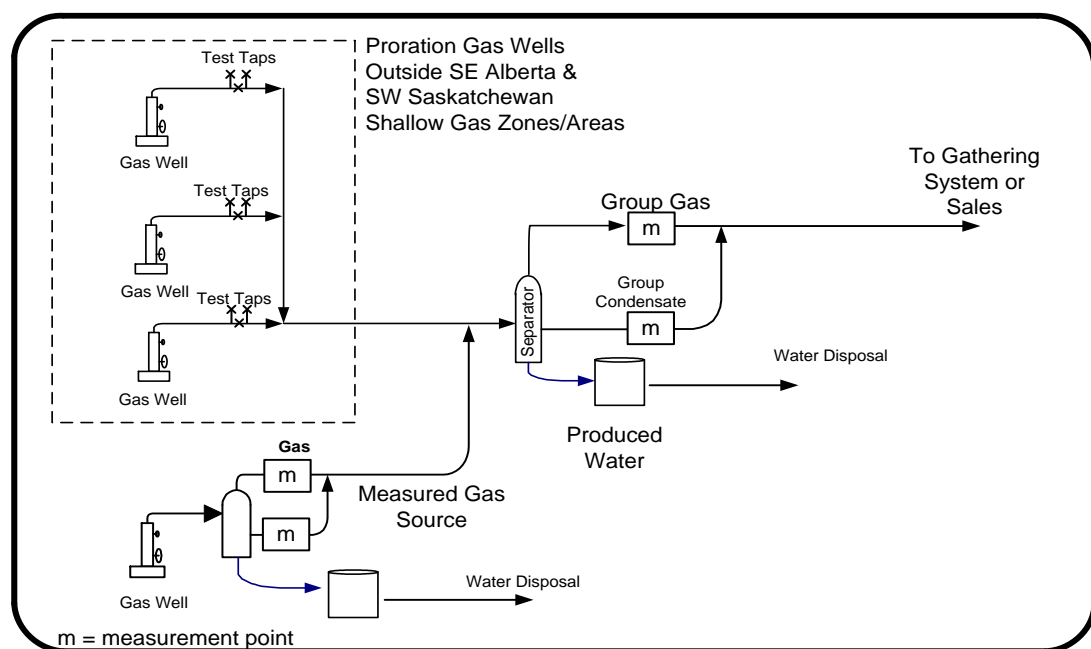 Proration Gas Wells
Outside SE Alberta &
SW Saskatchewan
Shallow Gas Zones/Areas
Test Taps
Gas Well
Test Taps
Gas Well
Test Taps
Gas Well
To Gathering
System or
Sales
Group Gas
m
Group
Condensate
m
Separator
Water Disposal
Produced
Water
Gas
m
m
Measured Gas
Source
Gas Well
Water Disposal
m = measurement point